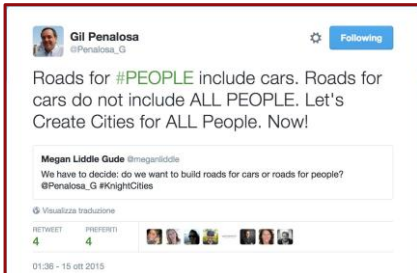 Gil Penalosa
@Penalosa_G
Following
Roads for #PEOPLE include cars. Roads for
cars do not include ALL PEOPLE. Let's
Create Cities for ALL People. Now!
Megan Liddle Gude @meganliddle
We have to decide: do we want to build roads for cars or roads for people?
@Penalosa_G #KnightCities
Visualizza traduzione
RETWEET PREFERITI
4 4
01:36 - 15 ott 2015